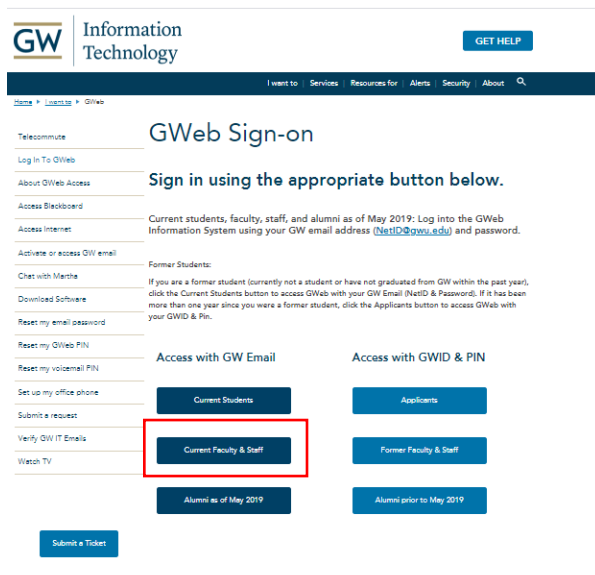 GW Information
Technology
GET HELP
I want to | Services | Resources for | Alerts | Security | About
Home ▸ I want to ▸ GWeb
Telecommute
Log In To GWeb
About GWeb Access
Access Blackboard
Access Internet
Activate or access GW email
Chat with Martha
Download Software
Reset my email password
Reset my GWeb PIN
Reset my voicemail PIN
Set up my office phone
Submit a request
Verify GW IT Emails
Watch TV
Submit a Ticket
GWeb Sign-on
Sign in using the appropriate button below.
Current students, faculty, staff, and alumni as of May 2019: Log into the GWeb
Information System using your GW email address (NetID@gwu.edu) and password.
Former Students:
If you are a former student (currently not a student or have not graduated from GW within the past year),
click the Current Students button to access GWeb with your GW Email (NetID & Password). If it has been
more than one year since you were a former student, click the Applicants button to access GWeb with
your GWID & Pin.
Access with GW Email
Current Students
Current Faculty & Staff
Alumni as of May 2019
Access with GWID & PIN
Applicants
Former Faculty & Staff
Alumni prior to May 2019